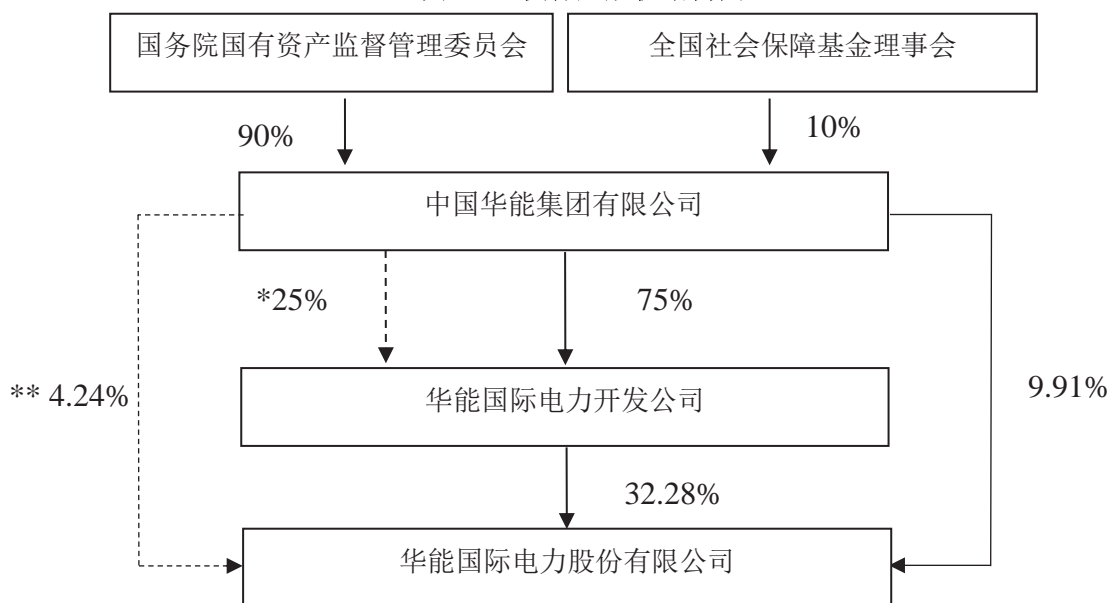 国务院国有资产监督管理委员会
全国社会保障基金理事会
90%
10%
中国华能集团有限公司
*25%
75%
** 4.24%
9.91%
华能国际电力开发公司
32.28%
华能国际电力股份有限公司